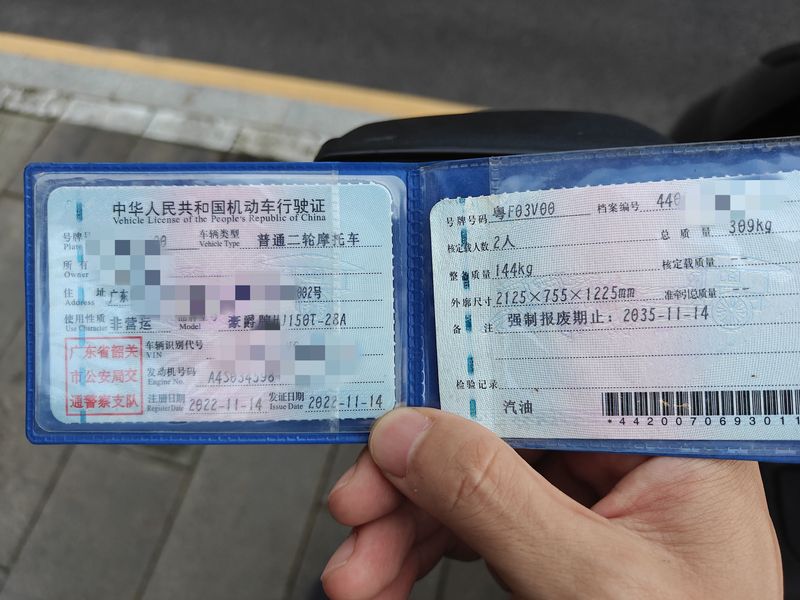 中华人民共和国机动车行驶证
Vehicle License of the People's Republic of China
号牌
Plate
00
车辆类型
Vehicle Type
普通二轮摩托车
所有
Owner
住 址
Address
广东
002号
使用性质
Use Character
非营运
Model
豪爵牌
J150T-28A
广东省韶关
市公安局交
通警察支队
车辆识别代号
VIN
发动机号码
Engine No.
注册日期
Register Date
2022-11-14
发证日期
Issue Date
2022-11-14
号牌号码
粤F03V00
档案编号
440
核定载人数
2人
总 质 量
309kg
整备质量
144kg
核定载质量
--
外廓尺寸
2125×755×1225mm
准牵引总质量
--
备 注
强制报废期止：2035-11-14
检验记录
汽油
*442007069301